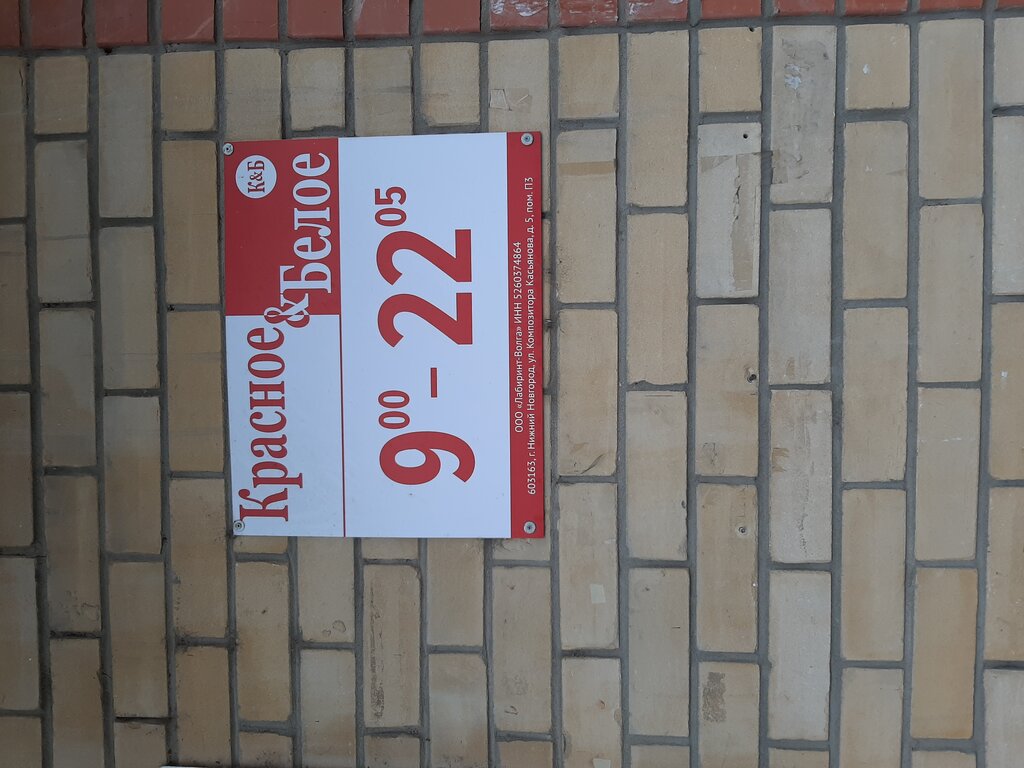 К&Б
Красное
&Белое
9⁰⁰ – 22⁰⁵
ООО «Лабиринт-Волга» ИНН 5260374864
603163, г. Нижний Новгород, ул. Композитора Касьянова, д. 5, пом. П3